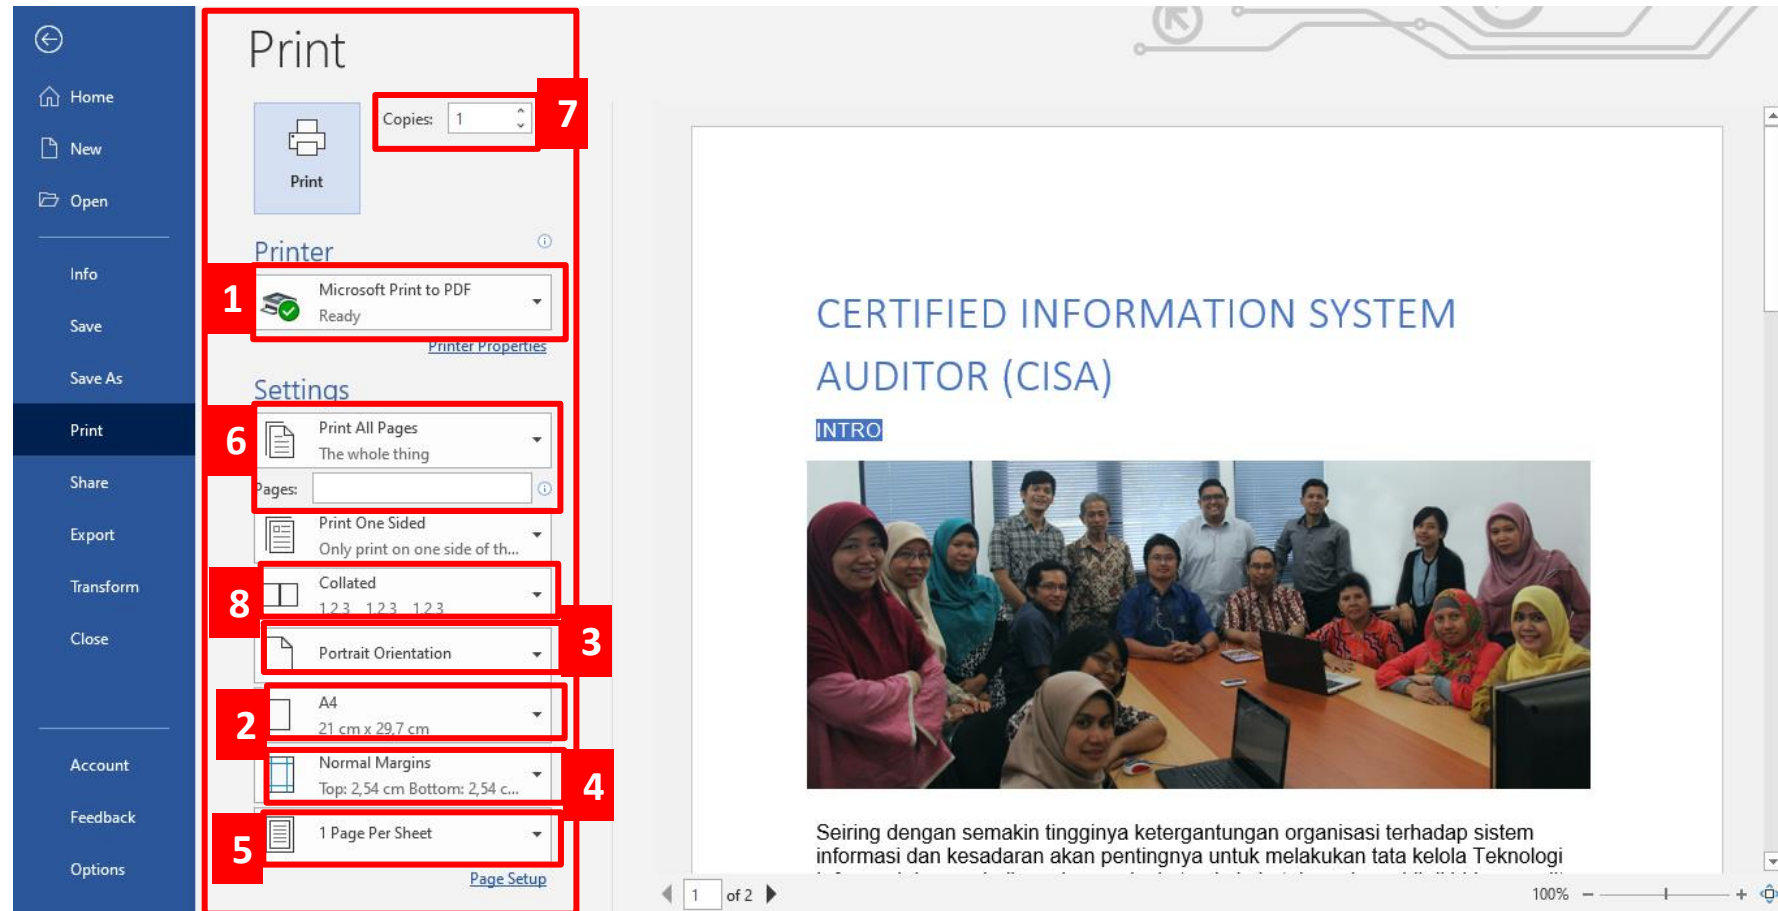 Home
New
Open
Info
Save
Save As
Print
Share
Export
Transform
Close
Account
Feedback
Options
Print
Copies: 1
7
Print
Printer
1
Microsoft Print to PDF
Ready
Printer Properties
Settings
6
Print All Pages
The whole thing
Pages:
Print One Sided
Only print on one side of th...
8
Collated
1,2,3 1,2,3 1,2,3
3
Portrait Orientation
2
A4
21 cm x 29,7 cm
4
Normal Margins
Top: 2,54 cm Bottom: 2,54 c...
5
1 Page Per Sheet
Page Setup
CERTIFIED INFORMATION SYSTEM
AUDITOR (CISA)
INTRO
Seiring dengan semakin tingginya ketergantungan organisasi terhadap sistem
informasi dan kesadaran akan pentingnya untuk melakukan tata kelola Teknologi
1 of 2
100%